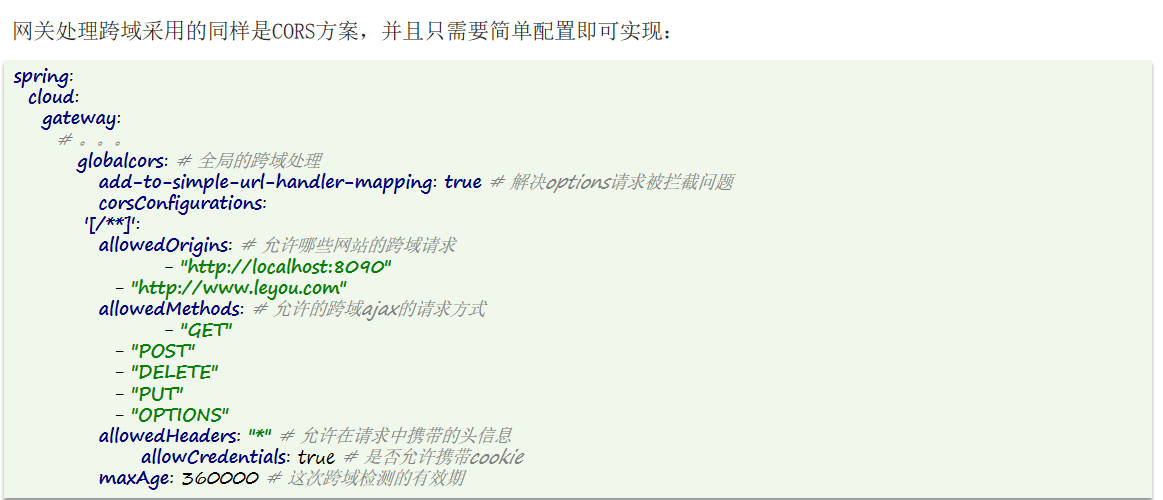 网关处理跨域采用的同样是CORS方案，并且只需要简单配置即可实现：
spring:
cloud:
gateway:
# 。。。
globalcors: # 全局的跨域处理
add-to-simple-url-handler-mapping: true # 解决options请求被拦截问题
corsConfigurations:
'[/**]':
allowedOrigins: # 允许哪些网站的跨域请求
- "http://localhost:8090"
- "http://www.leyou.com"
allowedMethods: # 允许的跨域ajax的请求方式
- "GET"
- "POST"
- "DELETE"
- "PUT"
- "OPTIONS"
allowedHeaders: "*" # 允许在请求中携带的头信息
allowCredentials: true # 是否允许携带cookie
maxAge: 360000 # 这次跨域检测的有效期